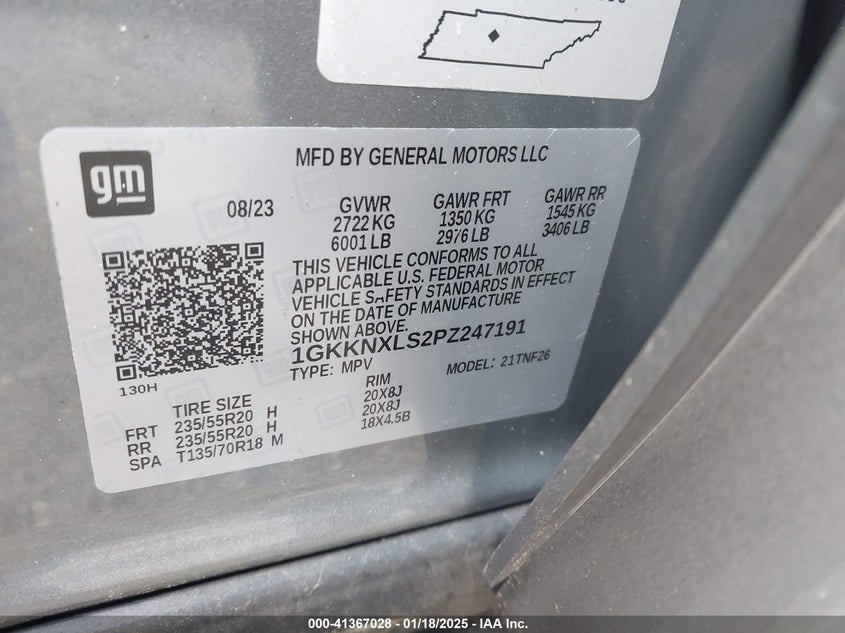 gm
MFD BY GENERAL MOTORS LLC
08/23
GVWR
2722 KG
6001 LB
GAWR FRT
1350 KG
2976 LB
GAWR RR
1545 KG
3406 LB
THIS VEHICLE CONFORMS TO ALL
APPLICABLE U.S. FEDERAL MOTOR
VEHICLE SAFETY STANDARDS IN EFFECT
ON THE DATE OF MANUFACTURE
SHOWN ABOVE.
1GKKNXLS2PZ247191
TYPE: MPV
MODEL: 21TNF26
130H
TIRE SIZE
RIM
FRT 235/55R20 H 20X8J
RR 235/55R20 H 20X8J
SPA T135/70R18 M 18X4.5B
000-41367028 - 01/18/2025 - IAA Inc.